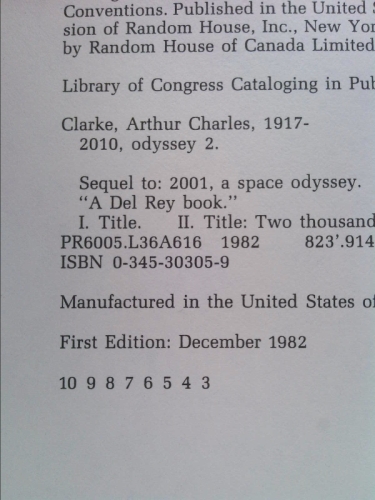 Conventions. Published in the United
sion of Random House, Inc., New
by Random House of Canada Limited
Library of Congress Cataloging in
Clarke, Arthur Charles, 1917-
2010, odyssey 2.
Sequel to: 2001, a space odyssey.
"A Del Rey book."
I. Title. II. Title: Two thousand
PR6005.L36A616 1982 823'.914
ISBN 0-345-30305-9
Manufactured in the United States of
First Edition: December 1982
10 9 8 7 6 5 4 3